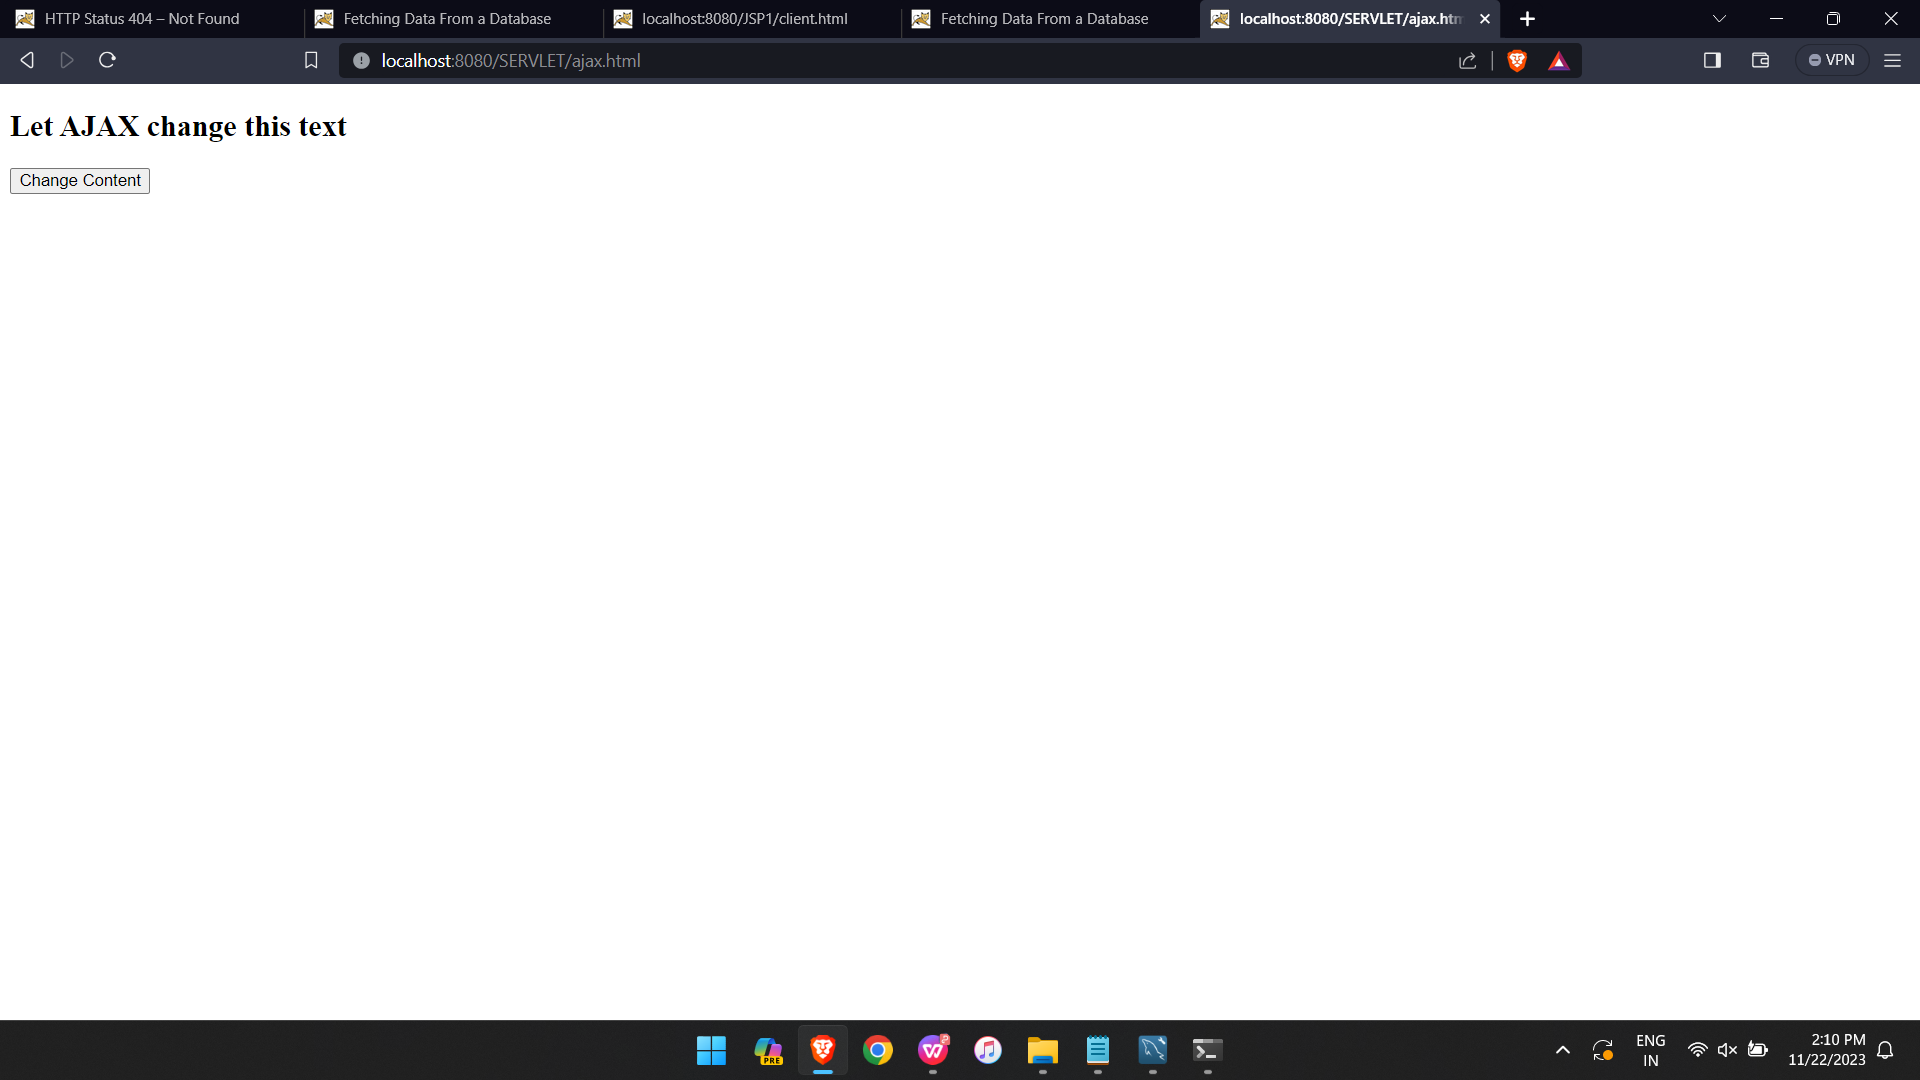 HTTP Status 404 – Not Found
Fetching Data From a Database
localhost:8080/JSP1/client.html
Fetching Data From a Database
localhost:8080/SERVLET/ajax.htm
localhost:8080/SERVLET/ajax.html
VPN
Let AJAX change this text
Change Content
PRE
ENG
IN
2:10 PM
11/22/2023